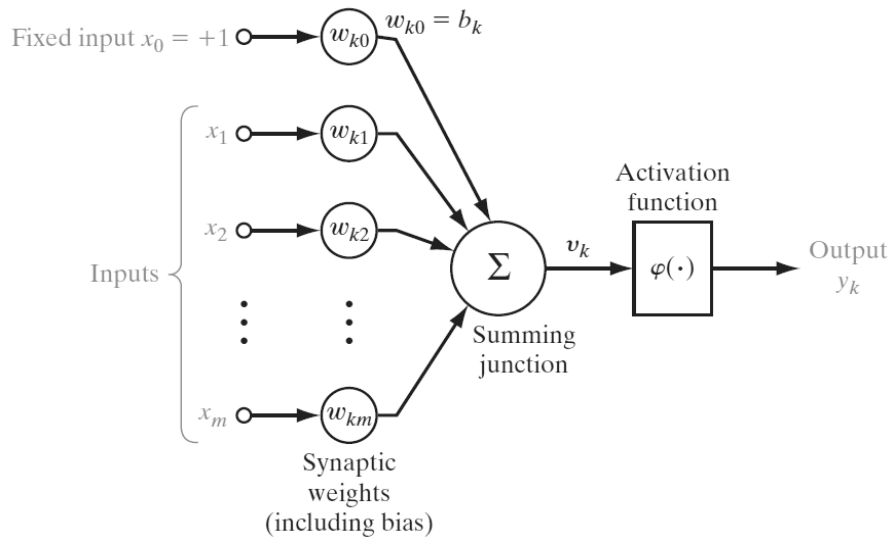 Fixed input x₀ = +1
wₖ₀
wₖ₀ = bₖ
x₁
wₖ₁
x₂
wₖ₂
Inputs
Σ
vₖ
Activation
function
φ(·)
Output
yₖ
Summing
junction
xₘ
wₖₘ
Synaptic
weights
(including bias)